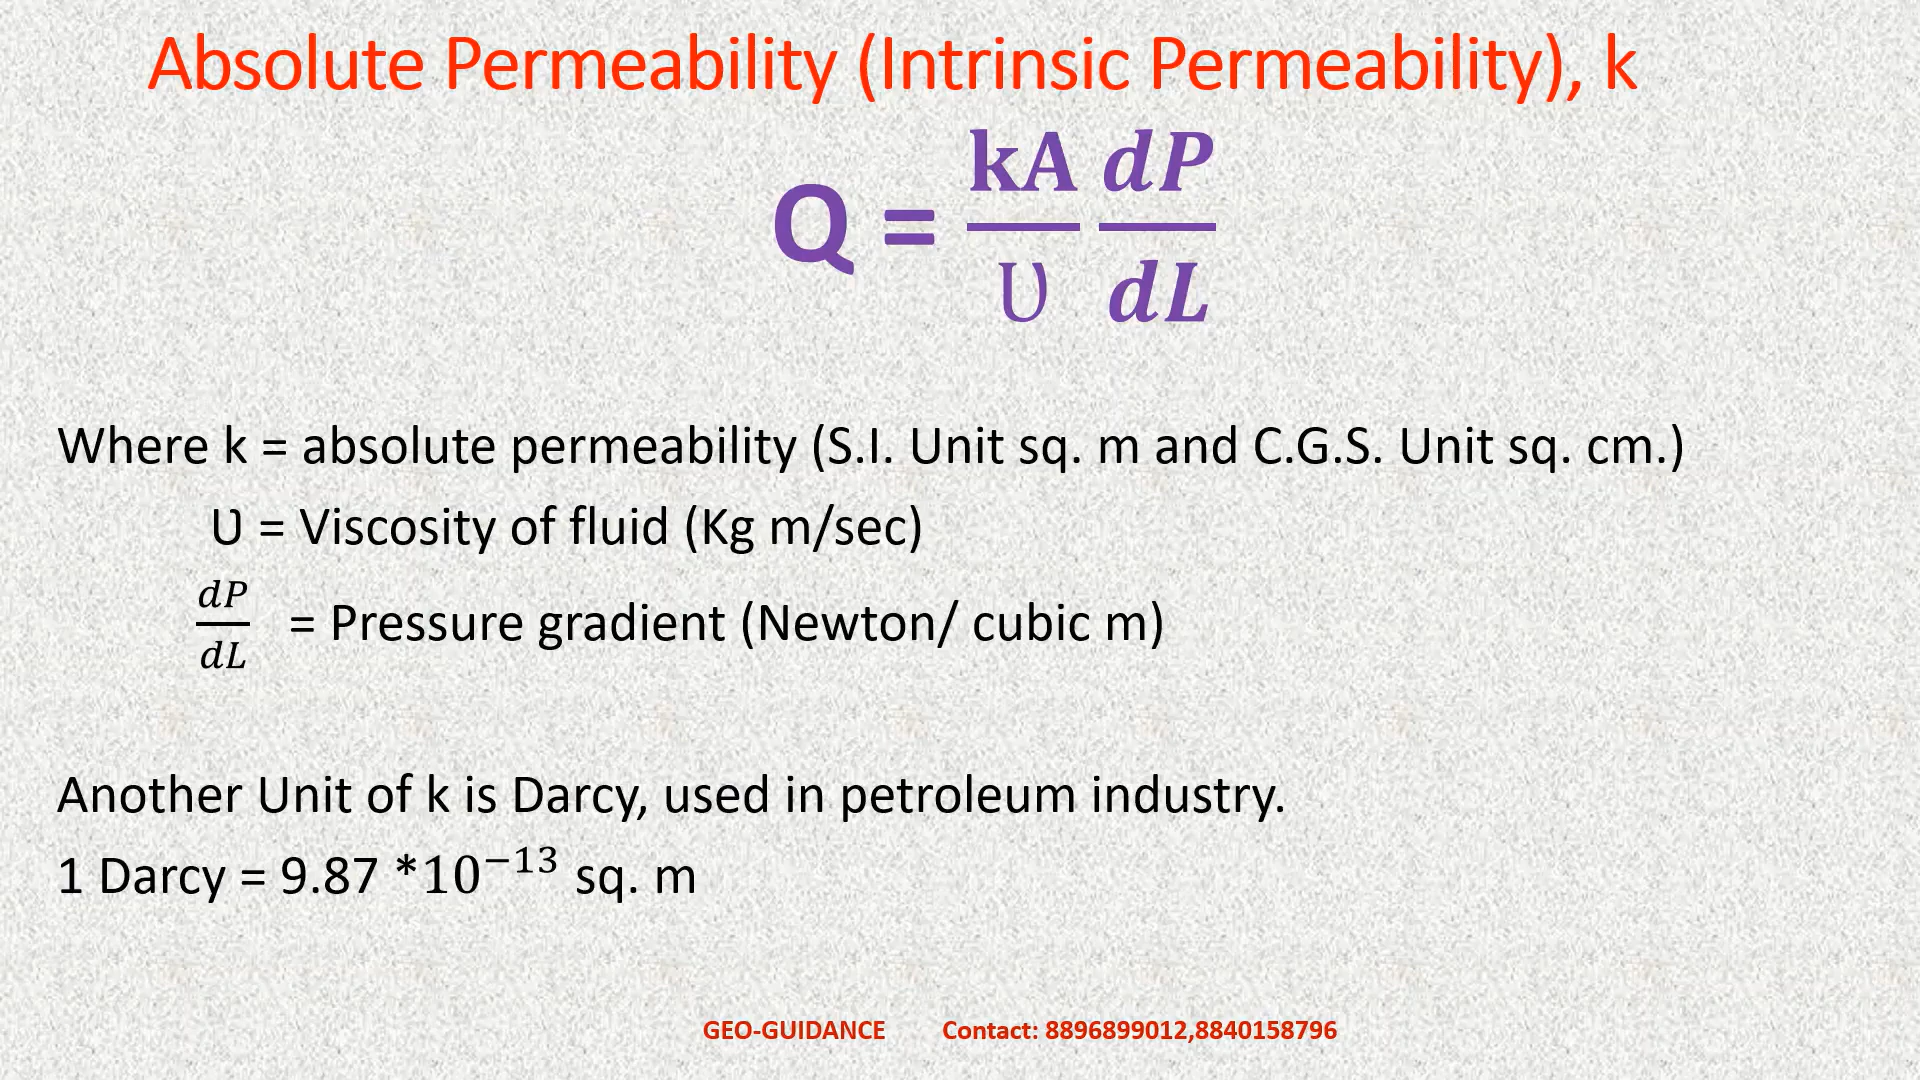 Absolute Permeability (Intrinsic Permeability), k
Q = kA/Ʋ dP/dL
Where k = absolute permeability (S.I. Unit sq. m and C.G.S. Unit sq. cm.)
Ʋ = Viscosity of fluid (Kg m/sec)
dP/dL = Pressure gradient (Newton/ cubic m)
Another Unit of k is Darcy, used in petroleum industry.
1 Darcy = 9.87 *10⁻¹³ sq. m
GEO-GUIDANCE Contact: 8896899012,8840158796